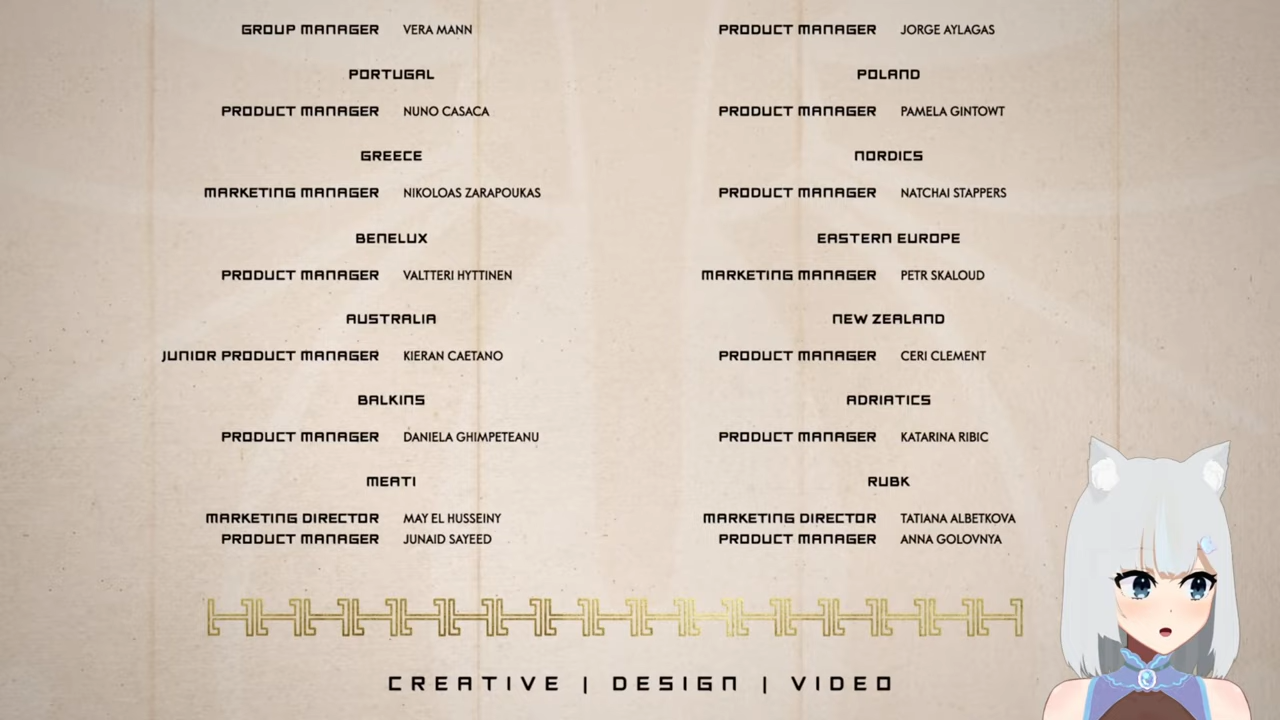 GROUP MANAGER VERA MANN
PORTUGAL
PRODUCT MANAGER NUNO CASACA
GREECE
MARKETING MANAGER NIKOLOAS ZARAPOUKAS
BENELUX
PRODUCT MANAGER VALTTERI HYTTINEN
AUSTRALIA
JUNIOR PRODUCT MANAGER KIERAN CAETANO
BALKINS
PRODUCT MANAGER DANIELA GHIMPETEANU
MEATI
MARKETING DIRECTOR MAY EL HUSSEINY
PRODUCT MANAGER JUNAID SAYEED
PRODUCT MANAGER JORGE AYLAGAS
POLAND
PRODUCT MANAGER PAMELA GINTOWT
NORDICS
PRODUCT MANAGER NATCHAI STAPPERS
EASTERN EUROPE
MARKETING MANAGER PETR SKALOUD
NEW ZEALAND
PRODUCT MANAGER CERI CLEMENT
ADRIATICS
PRODUCT MANAGER KATARINA RIBIC
RUBK
MARKETING DIRECTOR TATIANA ALBETKOVA
PRODUCT MANAGER ANNA GOLOVNYA
CREATIVE | DESIGN | VIDEO